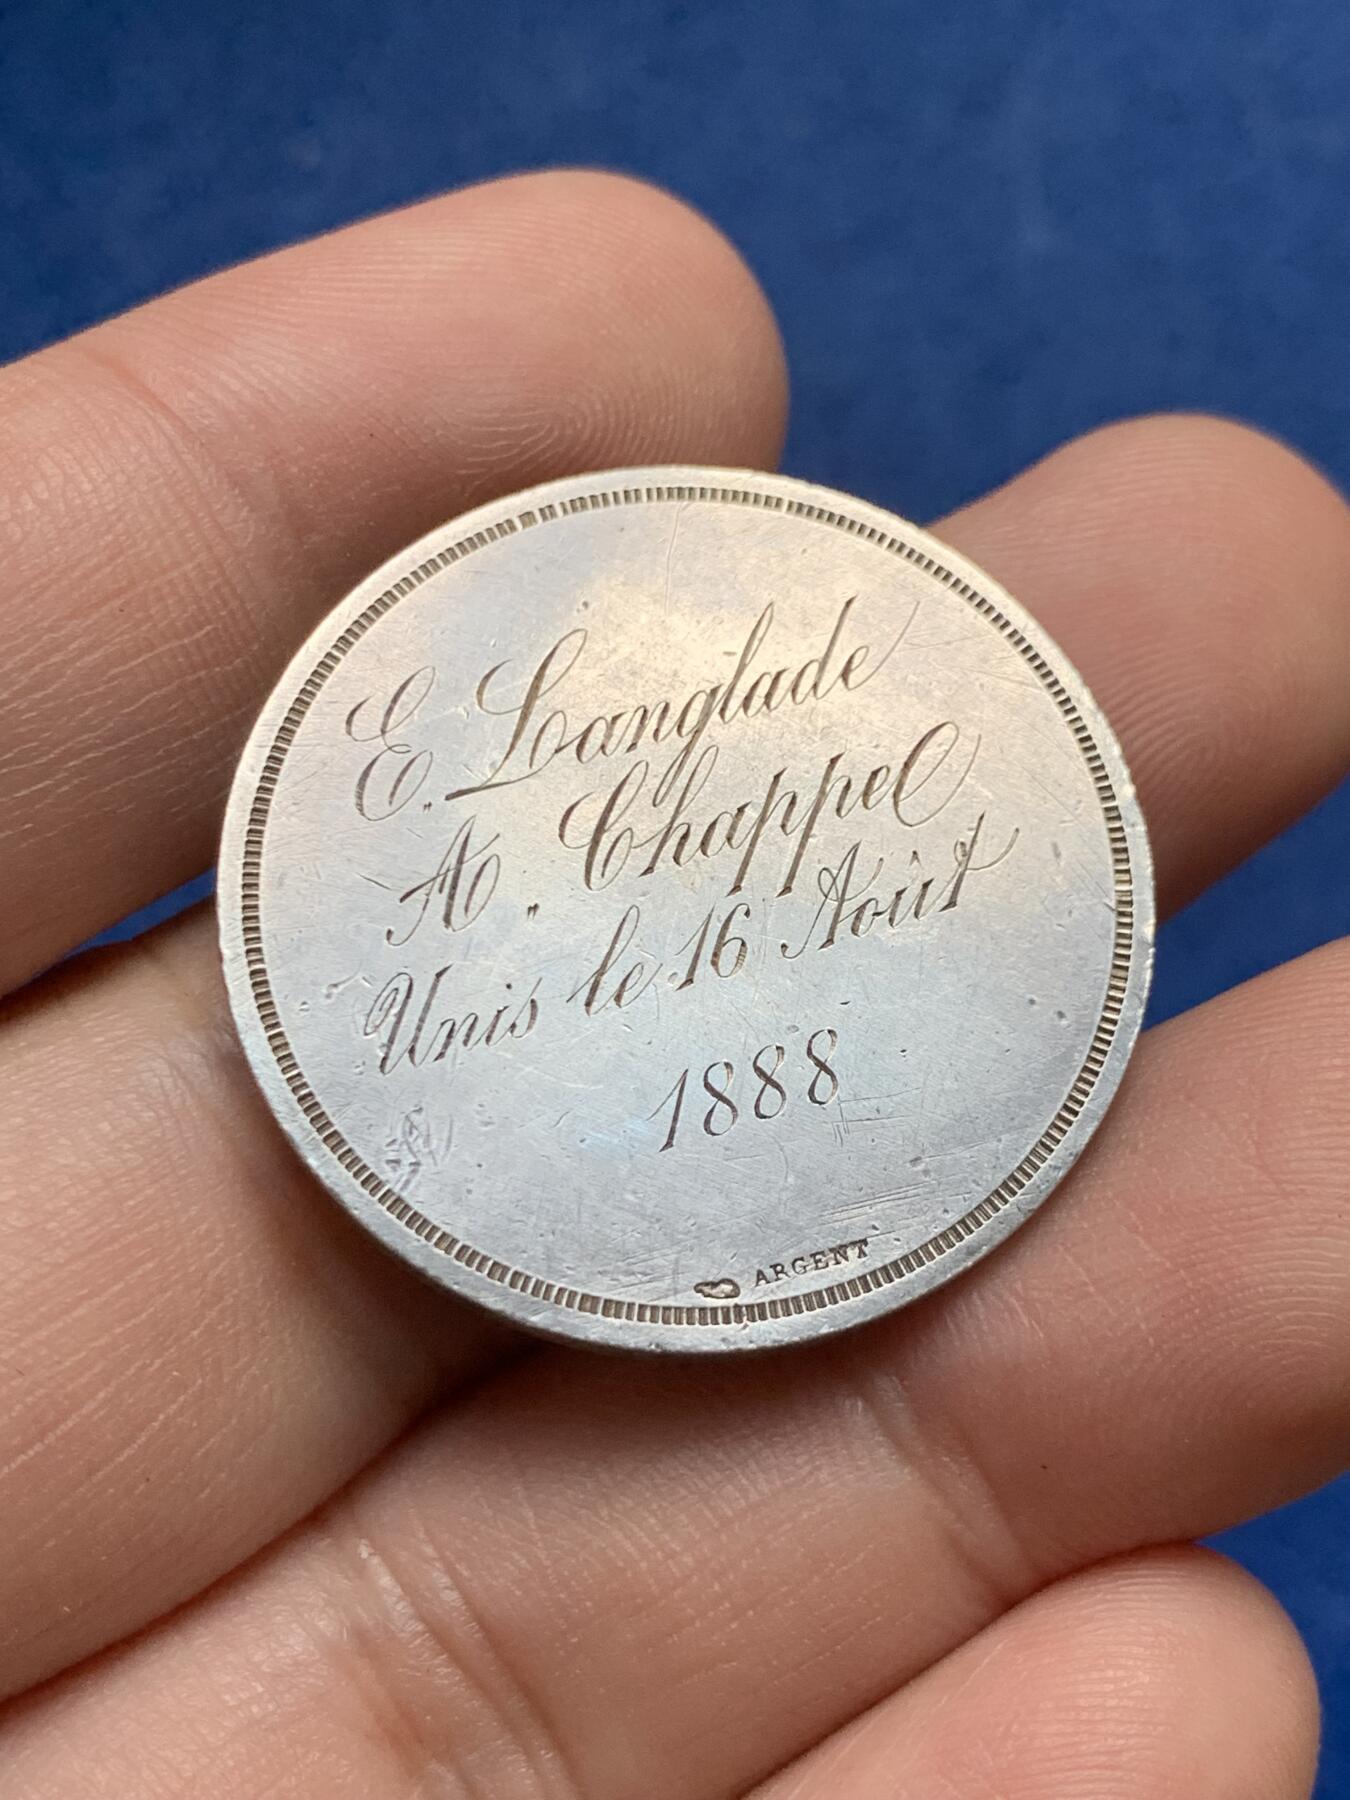 E. Langlade
A. Chappel
Unis le 16 Août
1888
ARGENT